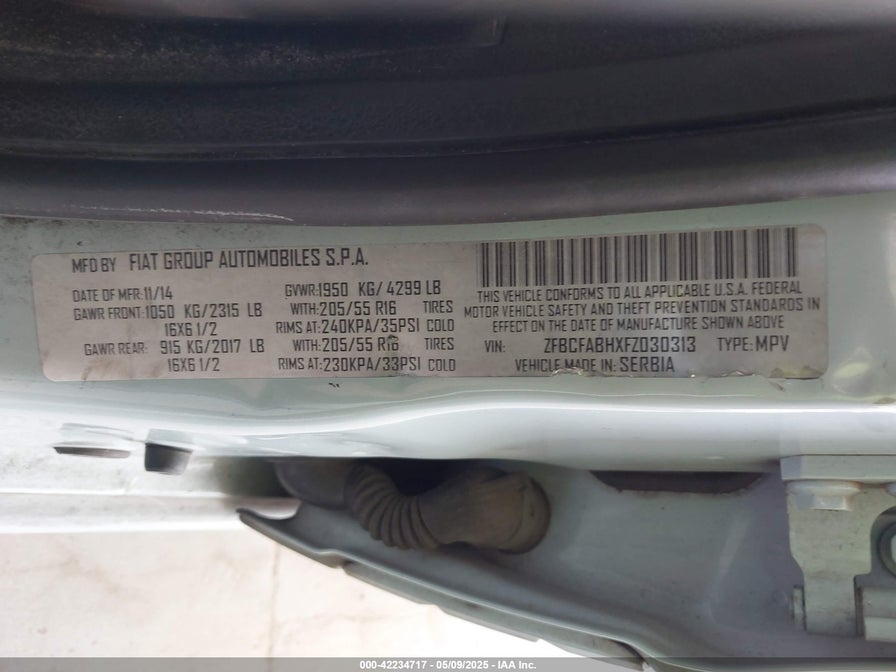 MFD BY FIAT GROUP AUTOMOBILES S.P.A.
DATE OF MFR: 11/14 GVWR: 1950 KG/ 4299 LB
GAWR FRONT: 1050 KG/ 2315 LB WITH: 205/55 R16 TIRES
16X6 1/2 RIMS AT: 240KPA/35PSI COLD
GAWR REAR: 915 KG/2017 LB WITH: 205/55 R16 TIRES
16X6 1/2 RIMS AT: 230KPA/33PSI COLD
THIS VEHICLE CONFORMS TO ALL APPLICABLE U.S.A. FEDERAL
MOTOR VEHICLE SAFETY AND THEFT PREVENTION STANDARDS IN
EFFECT ON THE DATE OF MANUFACTURE SHOWN ABOVE
VIN: ZFBCFABHXFZ030313 TYPE: MPV
VEHICLE MADE IN: SERBIA
000-42234717 - 05/09/2025 - IAA Inc.